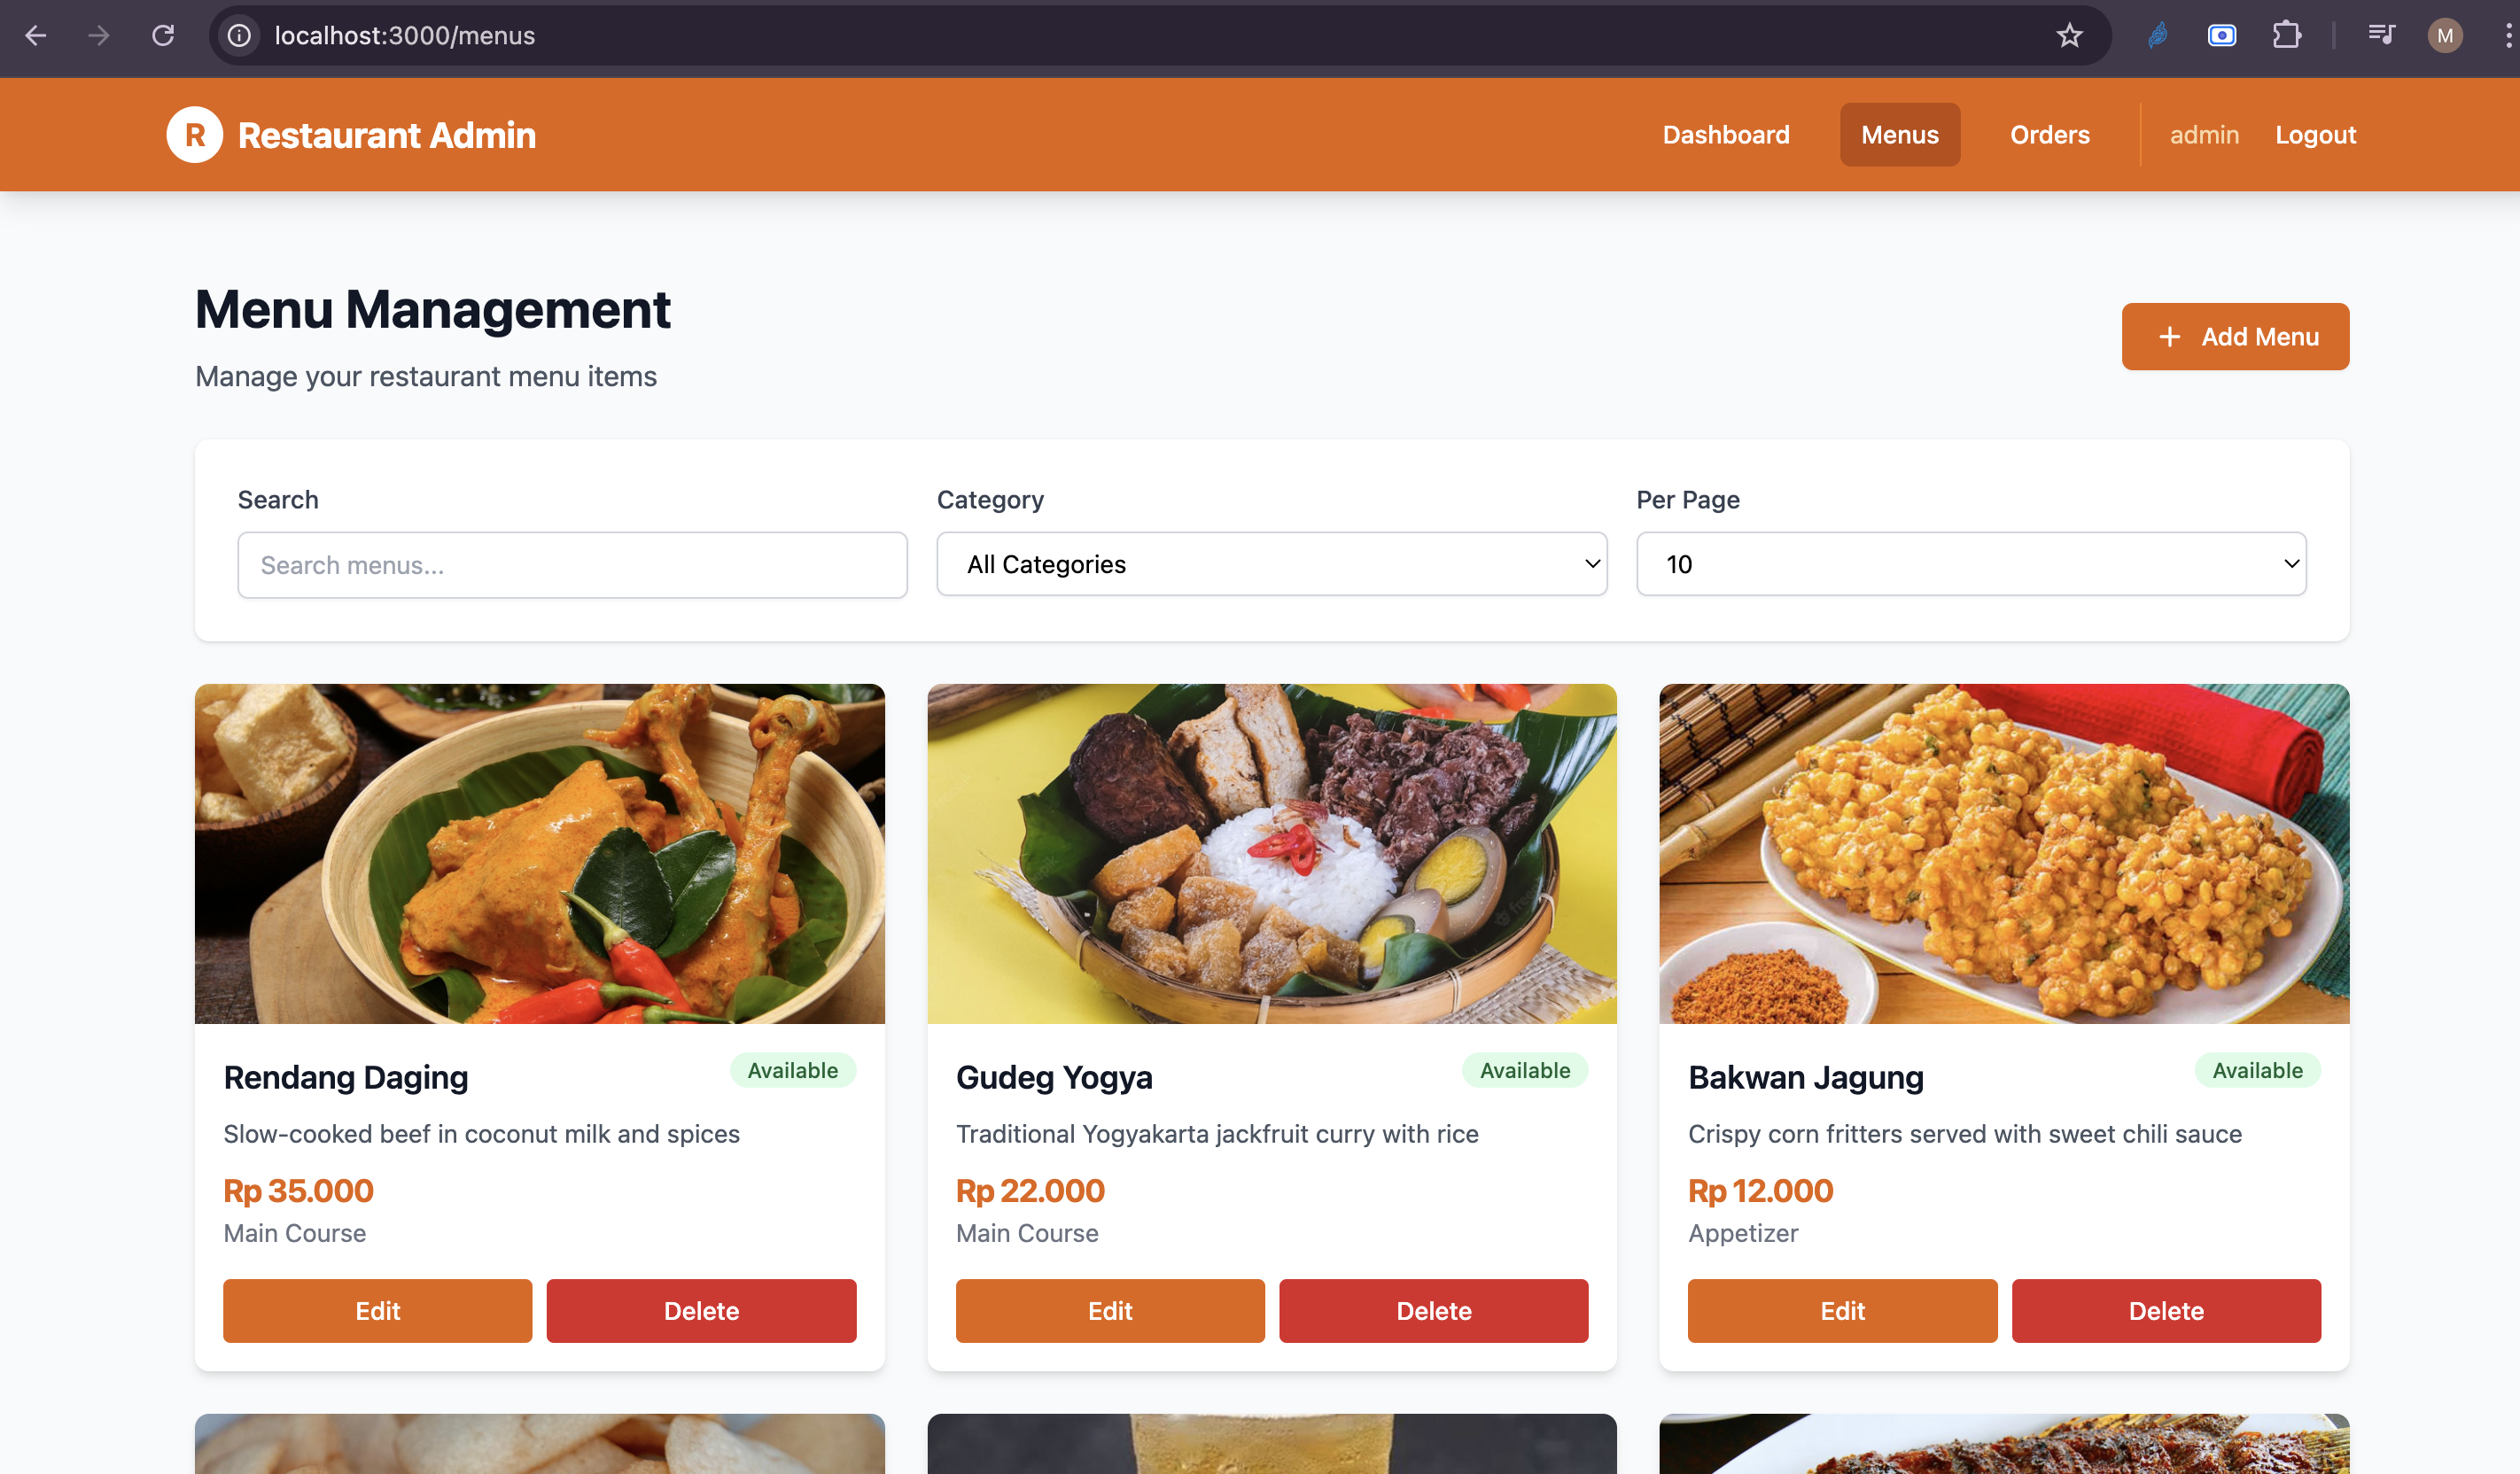 localhost:3000/menus
M
R Restaurant Admin
Dashboard Menus Orders admin Logout
Menu Management
Manage your restaurant menu items
+ Add Menu
Search
Search menus...
Category
All Categories
Per Page
10
Rendang Daging
Available
Slow-cooked beef in coconut milk and spices
Rp 35.000
Main Course
Edit Delete
Gudeg Yogya
Available
Traditional Yogyakarta jackfruit curry with rice
Rp 22.000
Main Course
Edit Delete
Bakwan Jagung
Available
Crispy corn fritters served with sweet chili sauce
Rp 12.000
Appetizer
Edit Delete